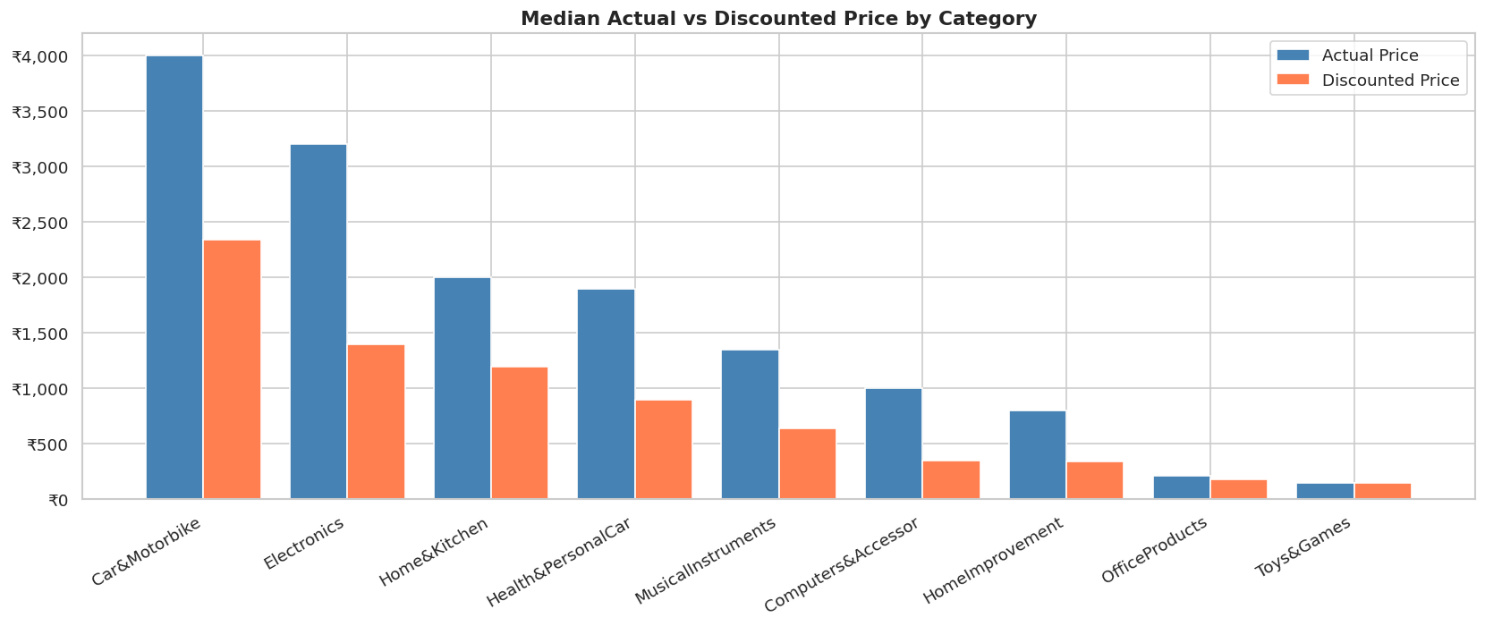 Median Actual vs Discounted Price by Category
Actual Price
Discounted Price
₹4,000
₹3,500
₹3,000
₹2,500
₹2,000
₹1,500
₹1,000
₹500
₹0
Car&Motorbike
Electronics
Home&Kitchen
Health&PersonalCar
MusicalInstruments
Computers&Accessor
HomeImprovement
OfficeProducts
Toys&Games